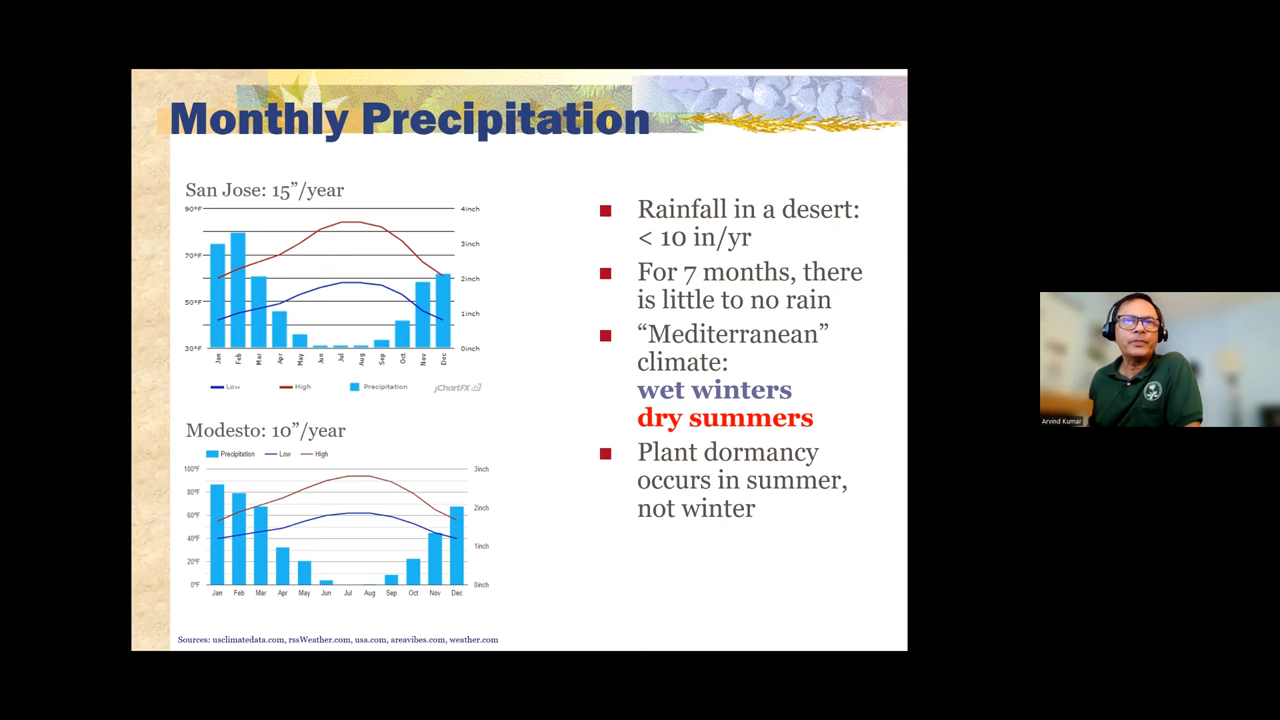 Monthly Precipitation
San Jose: 15”/year
90°F
70°F
50°F
30°F
4inch
3inch
2inch
1inch
0inch
Jan Feb Mar Apr May Jun Jul Aug Sep Oct Nov Dec
Low High Precipitation jChartFX
Modesto: 10”/year
Precipitation Low High
100°F
80°F
60°F
40°F
20°F
0°F
3inch
2inch
1inch
0inch
Jan Feb Mar Apr May Jun Jul Aug Sep Oct Nov Dec
Sources: usclimatedata.com, rssWeather.com, usa.com, areavibes.com, weather.com
Rainfall in a desert:
< 10 in/yr
For 7 months, there
is little to no rain
“Mediterranean”
climate:
wet winters
dry summers
Plant dormancy
occurs in summer,
not winter
Arvind Kumar